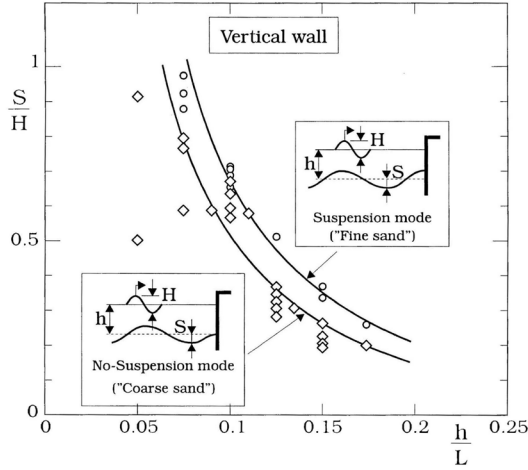 Vertical wall
1
S
H
H
h
S
Suspension mode
("Fine sand")
0.5
H
h
S
No-Suspension mode
("Coarse sand")
0
0
0.05
0.1
0.15
0.2
0.25
h
L